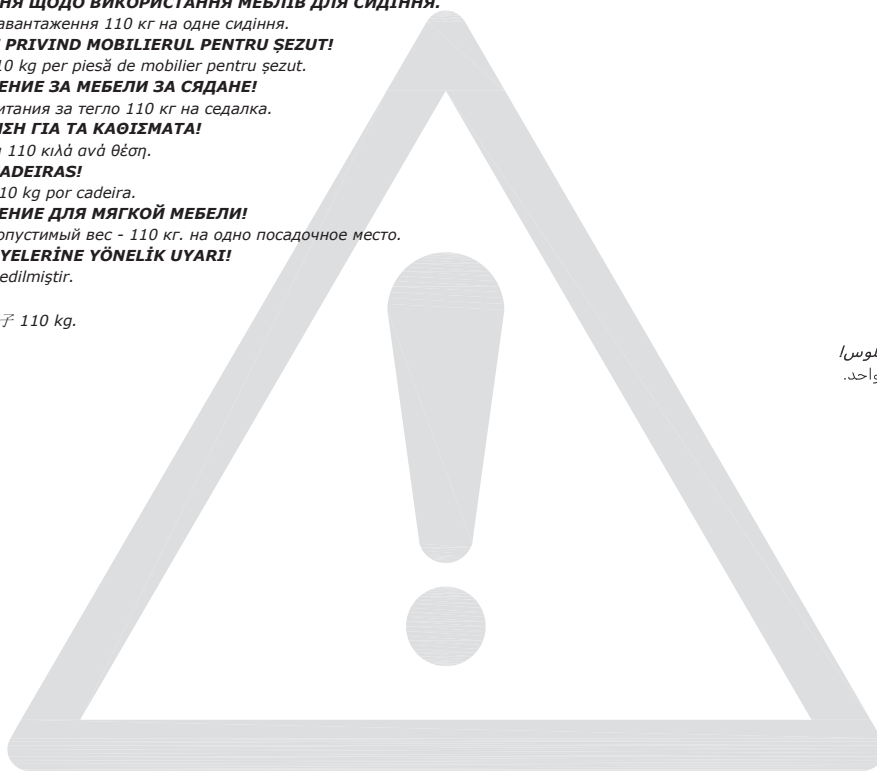 НЯ ЩОДО ВИКОРИСТАННЯ МЕБЛІВ ДЛЯ СИДІННЯ.
авантаження 110 кг на одне сидіння.
PRIVIND MOBILIERUL PENTRU ȘEZUT!
10 kg per piesă de mobilier pentru șezut.
ЕНИЕ ЗА МЕБЕЛИ ЗА СЯДАНЕ!
итания за тегло 110 кг на седалка.
ΣΗ ΓΙΑ ΤΑ ΚΑΘΙΣΜΑΤΑ!
110 κιλά ανά θέση.
ADEIRAS!
10 kg por cadeira.
ЕНИЕ ДЛЯ МЯГКОЙ МЕБЕЛИ!
опустимый вес - 110 кг. на одно посадочное место.
YELERİNE YÖNELİK UYARI!
edilmiştir.
子 110 kg.
لوس!
واحد.